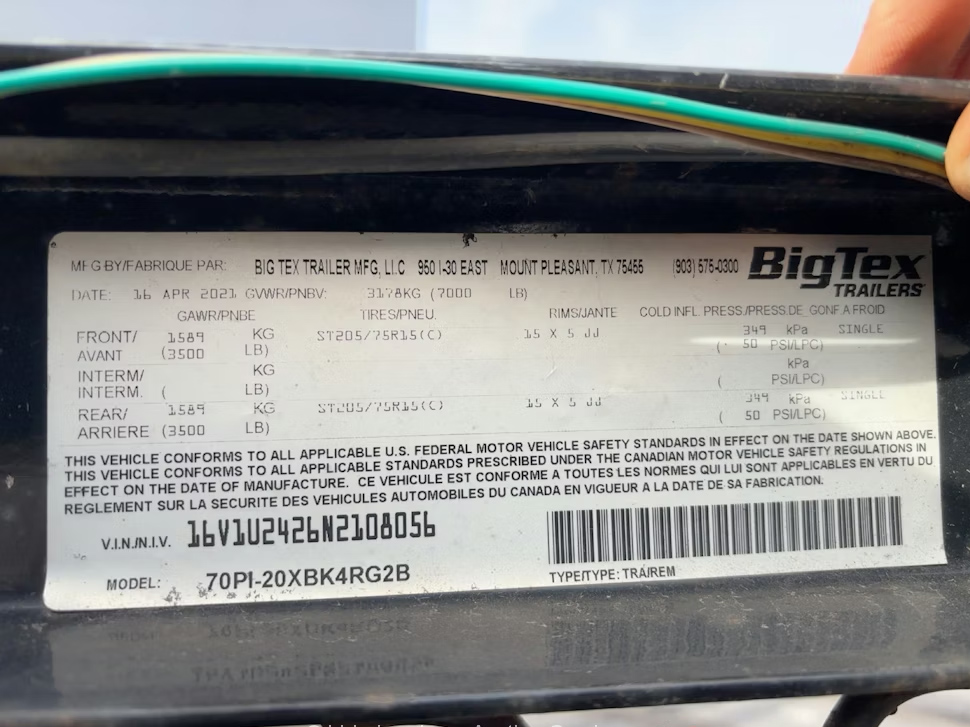 MFG BY/FABRIQUE PAR: BIG TEX TRAILER MFG, LLC 950 I-30 EAST MOUNT PLEASANT, TX 75455 (903) 575-0300 BigTex TRAILERS
DATE: 16 APR 2021 GVWR/PNBV: 3178KG (7000 LB)
GAWR/PNBE TIRES/PNEU. RIMS/JANTE COLD INFL. PRESS./PRESS.DE_GONF.A FROID
FRONT/ 1589 KG ST205/75R15(C) 15 X 5 JJ 349 kPa SINGLE
AVANT (3500 LB) ( 50 PSI/LPC)
INTERM/ KG kPa
INTERM. ( LB) ( PSI/LPC)
REAR/ 1589 KG ST205/75R15(C) 15 X 5 JJ 349 kPa SINGLE
ARRIERE (3500 LB) ( 50 PSI/LPC)
THIS VEHICLE CONFORMS TO ALL APPLICABLE U.S. FEDERAL MOTOR VEHICLE SAFETY STANDARDS IN EFFECT ON THE DATE SHOWN ABOVE.
THIS VEHICLE CONFORMS TO ALL APPLICABLE STANDARDS PRESCRIBED UNDER THE CANADIAN MOTOR VEHICLE SAFETY REGULATIONS IN
EFFECT ON THE DATE OF MANUFACTURE. CE VEHICULE EST CONFORME A TOUTES LES NORMES QUI LUI SONT APPLICABLES EN VERTU DU
REGLEMENT SUR LA SECURITE DES VEHICULES AUTOMOBILES DU CANADA EN VIGUEUR A LA DATE DE SA FABRICATION.
V.I.N./N.I.V. 16V1U2426N2108056
MODEL: 70PI-20XBK4RG2B TYPE/TYPE: TRA/REM